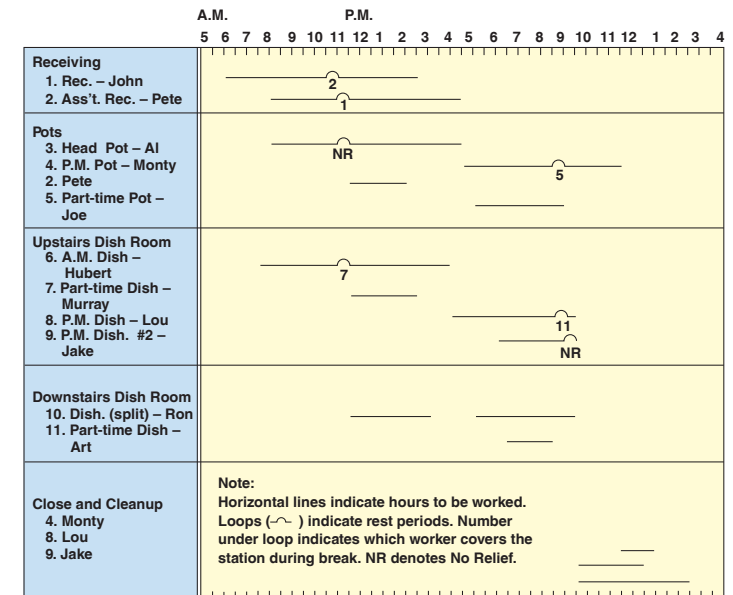 A.M. P.M.
5 6 7 8 9 10 11 12 1 2 3 4 5 6 7 8 9 10 11 12 1 2 3 4
Receiving
1. Rec. – John
2
2. Ass't. Rec. – Pete
1
Pots
3. Head Pot – Al
NR
4. P.M. Pot – Monty
5
2. Pete
5. Part-time Pot –
Joe
Upstairs Dish Room
6. A.M. Dish –
Hubert
7
7. Part-time Dish –
Murray
8. P.M. Dish – Lou
11
9. P.M. Dish. #2 –
Jake
NR
Downstairs Dish Room
10. Dish. (split) – Ron
11. Part-time Dish –
Art
Close and Cleanup
4. Monty
8. Lou
9. Jake
Note:
Horizontal lines indicate hours to be worked.
Loops ( ) indicate rest periods. Number
under loop indicates which worker covers the
station during break. NR denotes No Relief.